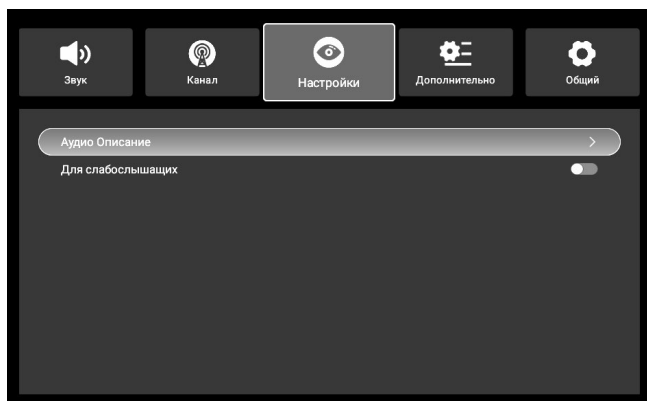 Звук
Канал
Настройки
Дополнительно
Общий
Аудио Описание
Для слабослышащих